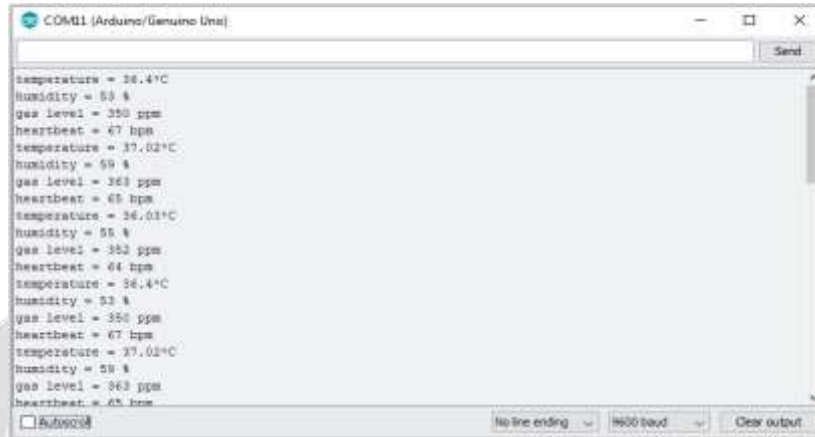 COM11 (Arduino/Genuino Uno)
Send
temperature = 36.4°C
humidity = 53 %
gas level = 350 ppm
heartbeat = 67 bpm
temperature = 37.02°C
humidity = 59 %
gas level = 363 ppm
heartbeat = 65 bpm
temperature = 36.03°C
humidity = 55 %
gas level = 352 ppm
heartbeat = 64 bpm
temperature = 36.4°C
humidity = 53 %
gas level = 350 ppm
heartbeat = 67 bpm
temperature = 37.02°C
humidity = 59 %
gas level = 363 ppm
heartbeat = 65 bpm
Autoscroll No line ending 9600 baud Clear output